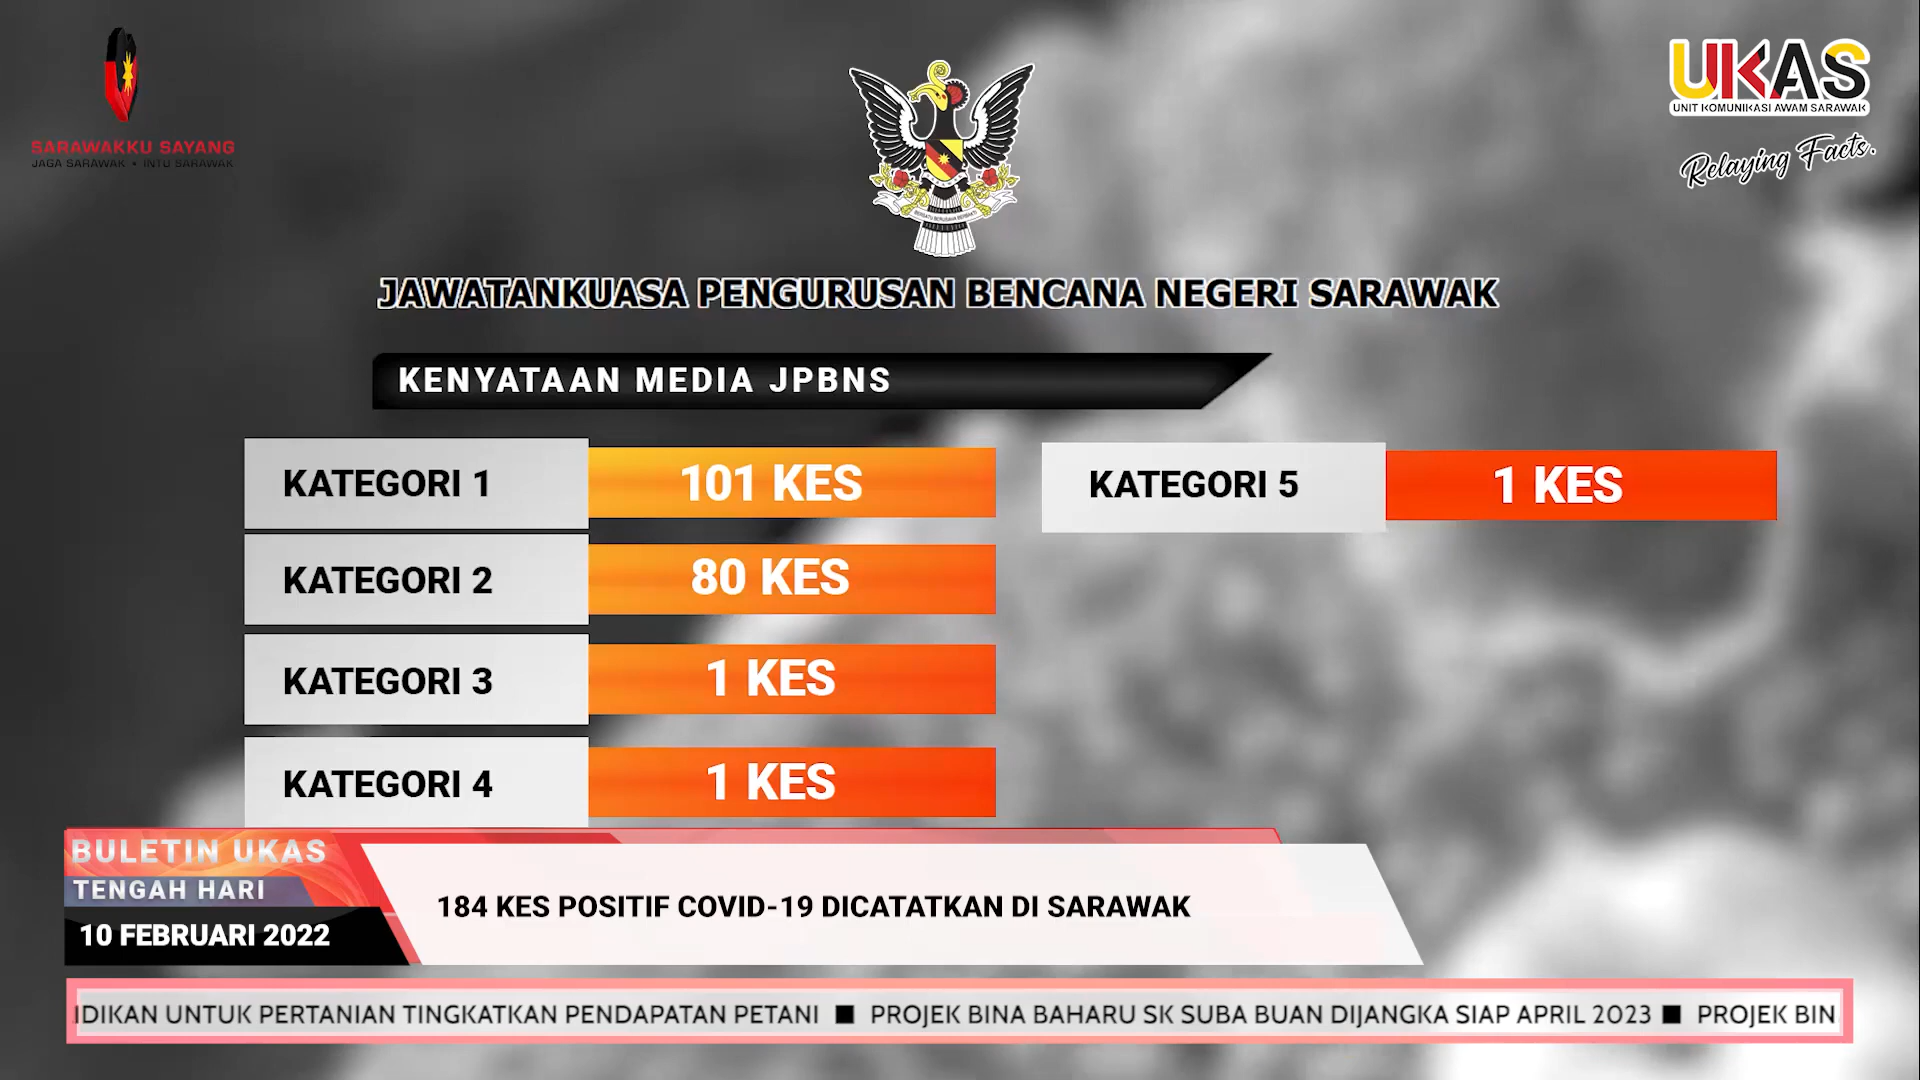 SARAWAKKU SAYANG
JAGA SARAWAK • INTU SARAWAK
UKAS
UNIT KOMUNIKASI AWAM SARAWAK
Relaying Facts.
BERSATU BERUSAHA BERBAKTI
JAWATANKUASA PENGURUSAN BENCANA NEGERI SARAWAK
KENYATAAN MEDIA JPBNS
KATEGORI 1 101 KES
KATEGORI 2 80 KES
KATEGORI 3 1 KES
KATEGORI 4 1 KES
KATEGORI 5 1 KES
BULETIN UKAS
TENGAH HARI
10 FEBRUARI 2022
184 KES POSITIF COVID-19 DICATATKAN DI SARAWAK
IDIKAN UNTUK PERTANIAN TINGKATKAN PENDAPATAN PETANI ■ PROJEK BINA BAHARU SK SUBA BUAN DIJANGKA SIAP APRIL 2023 ■ PROJEK BIN